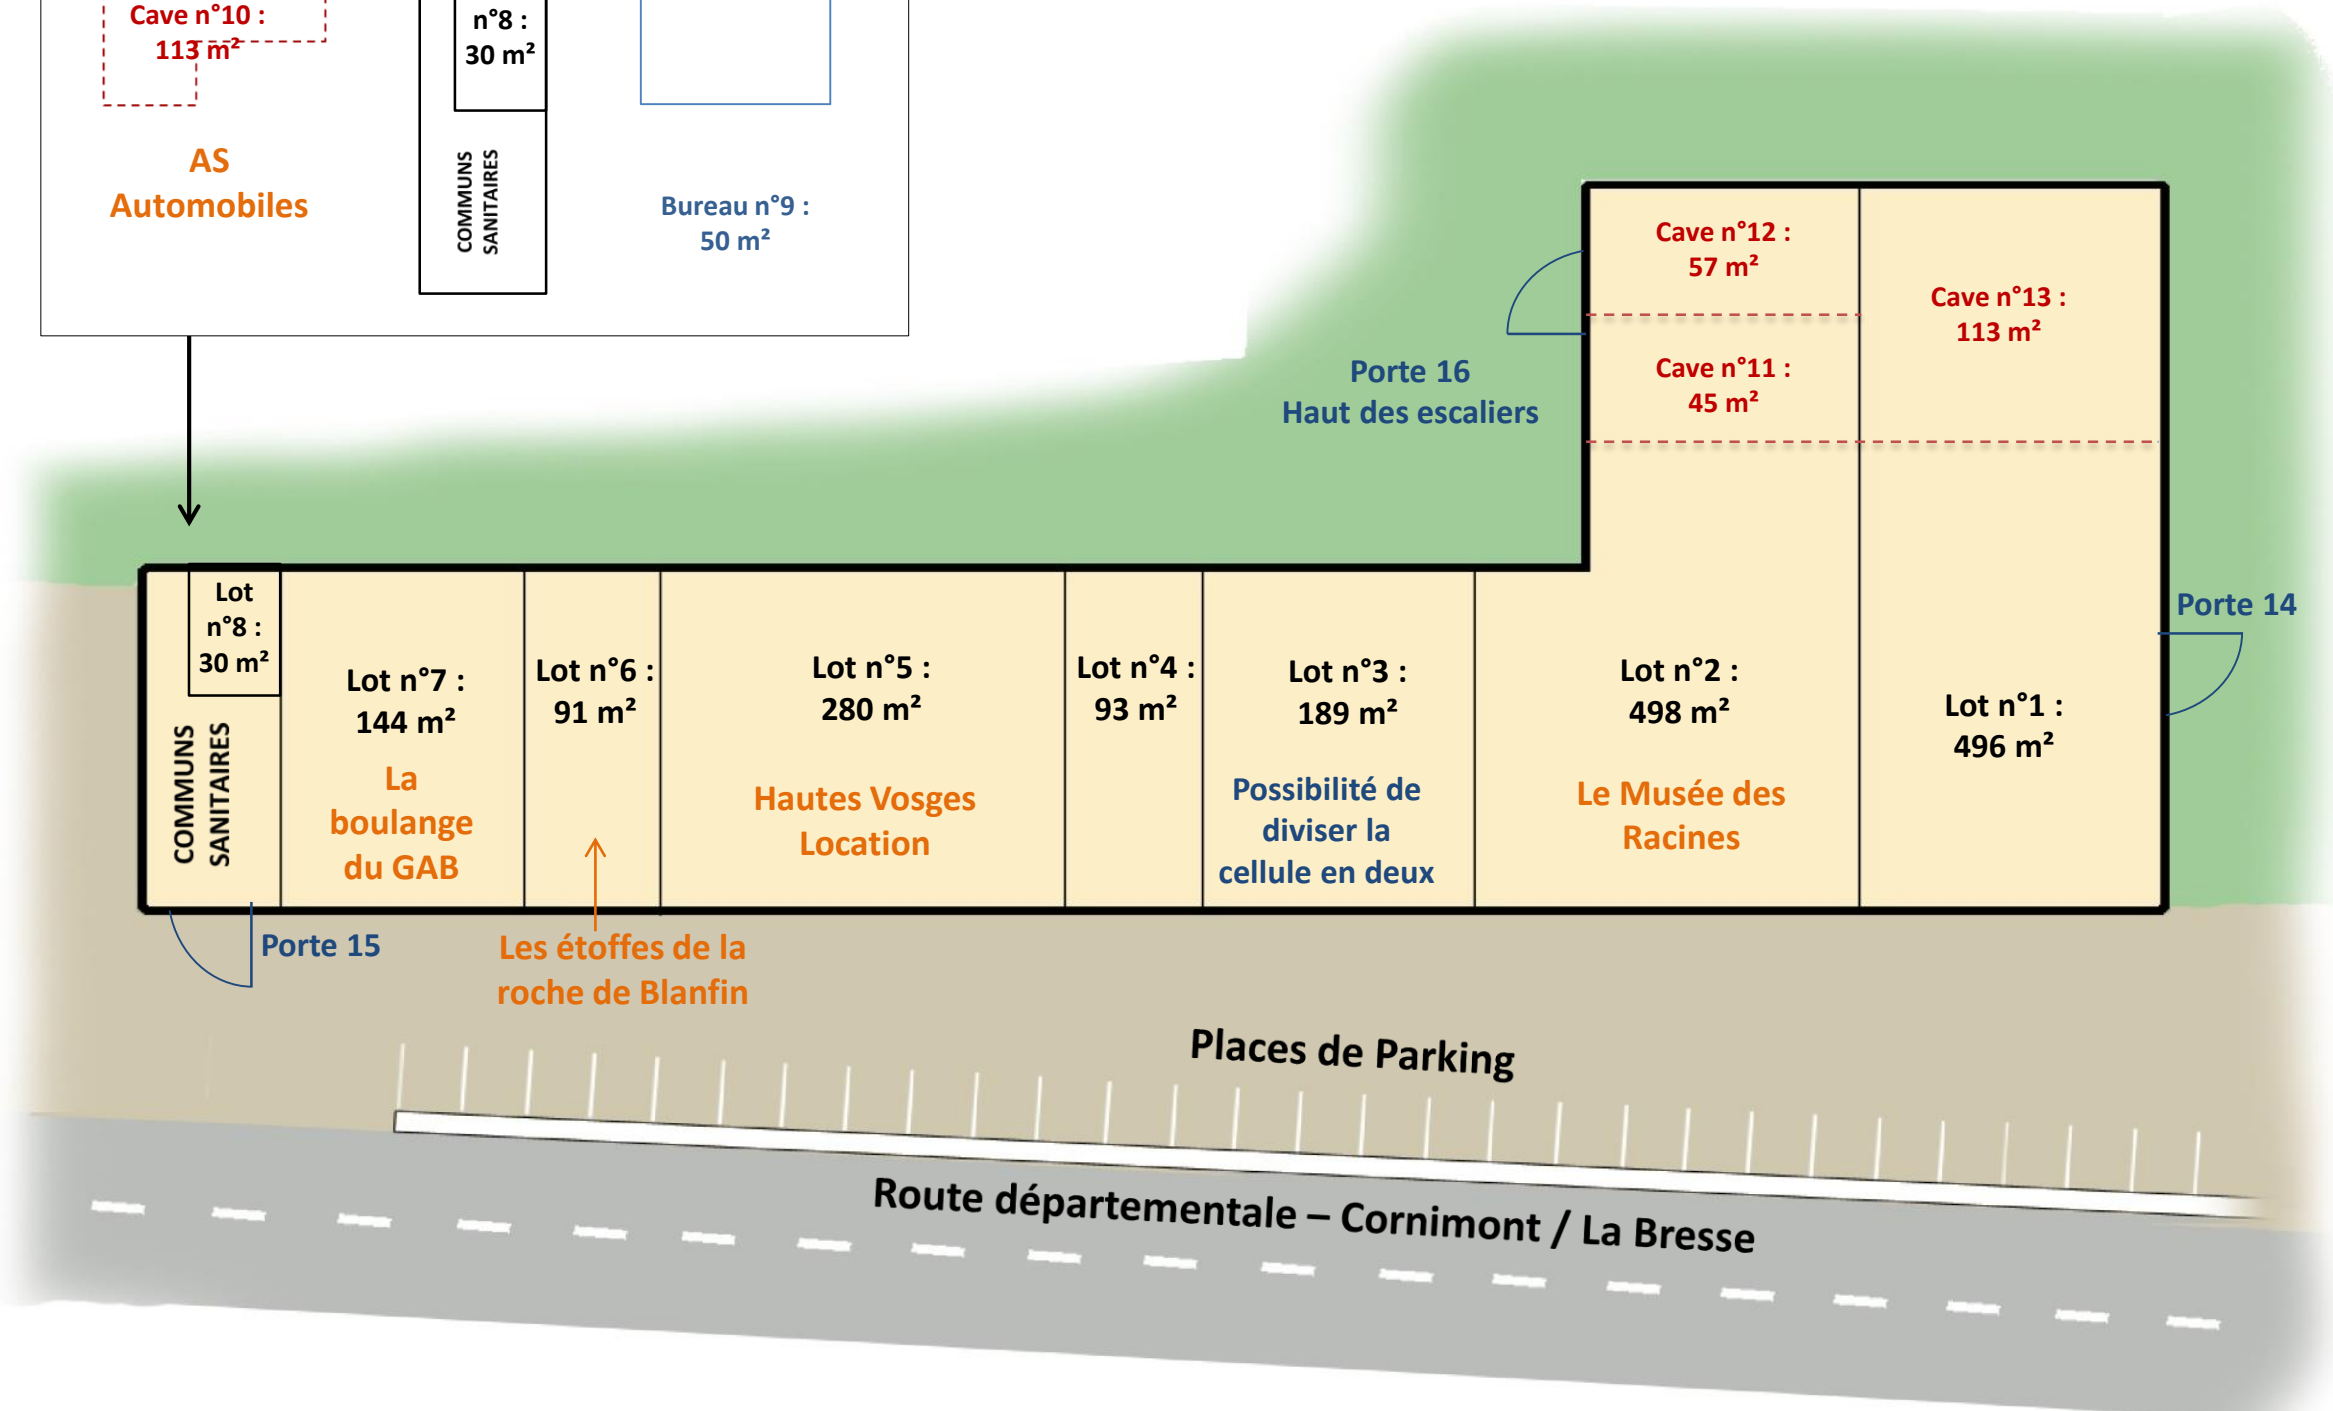 Cave n°10 :
113 m²
AS
Automobiles
n°8 :
30 m²
COMMUNS
SANITAIRES
Bureau n°9 :
50 m²
Cave n°12 :
57 m²
Cave n°11 :
45 m²
Cave n°13 :
113 m²
Porte 16
Haut des escaliers
Porte 14
Lot
n°8 :
30 m²
COMMUNS
SANITAIRES
Lot n°7 :
144 m²
La
boulange
du GAB
Lot n°6 :
91 m²
Lot n°5 :
280 m²
Hautes Vosges
Location
Lot n°4 :
93 m²
Lot n°3 :
189 m²
Possibilité de
diviser la
cellule en deux
Lot n°2 :
498 m²
Le Musée des
Racines
Lot n°1 :
496 m²
Porte 15
Les étoffes de la
roche de Blanfin
Places de Parking
Route départementale – Cornimont / La Bresse